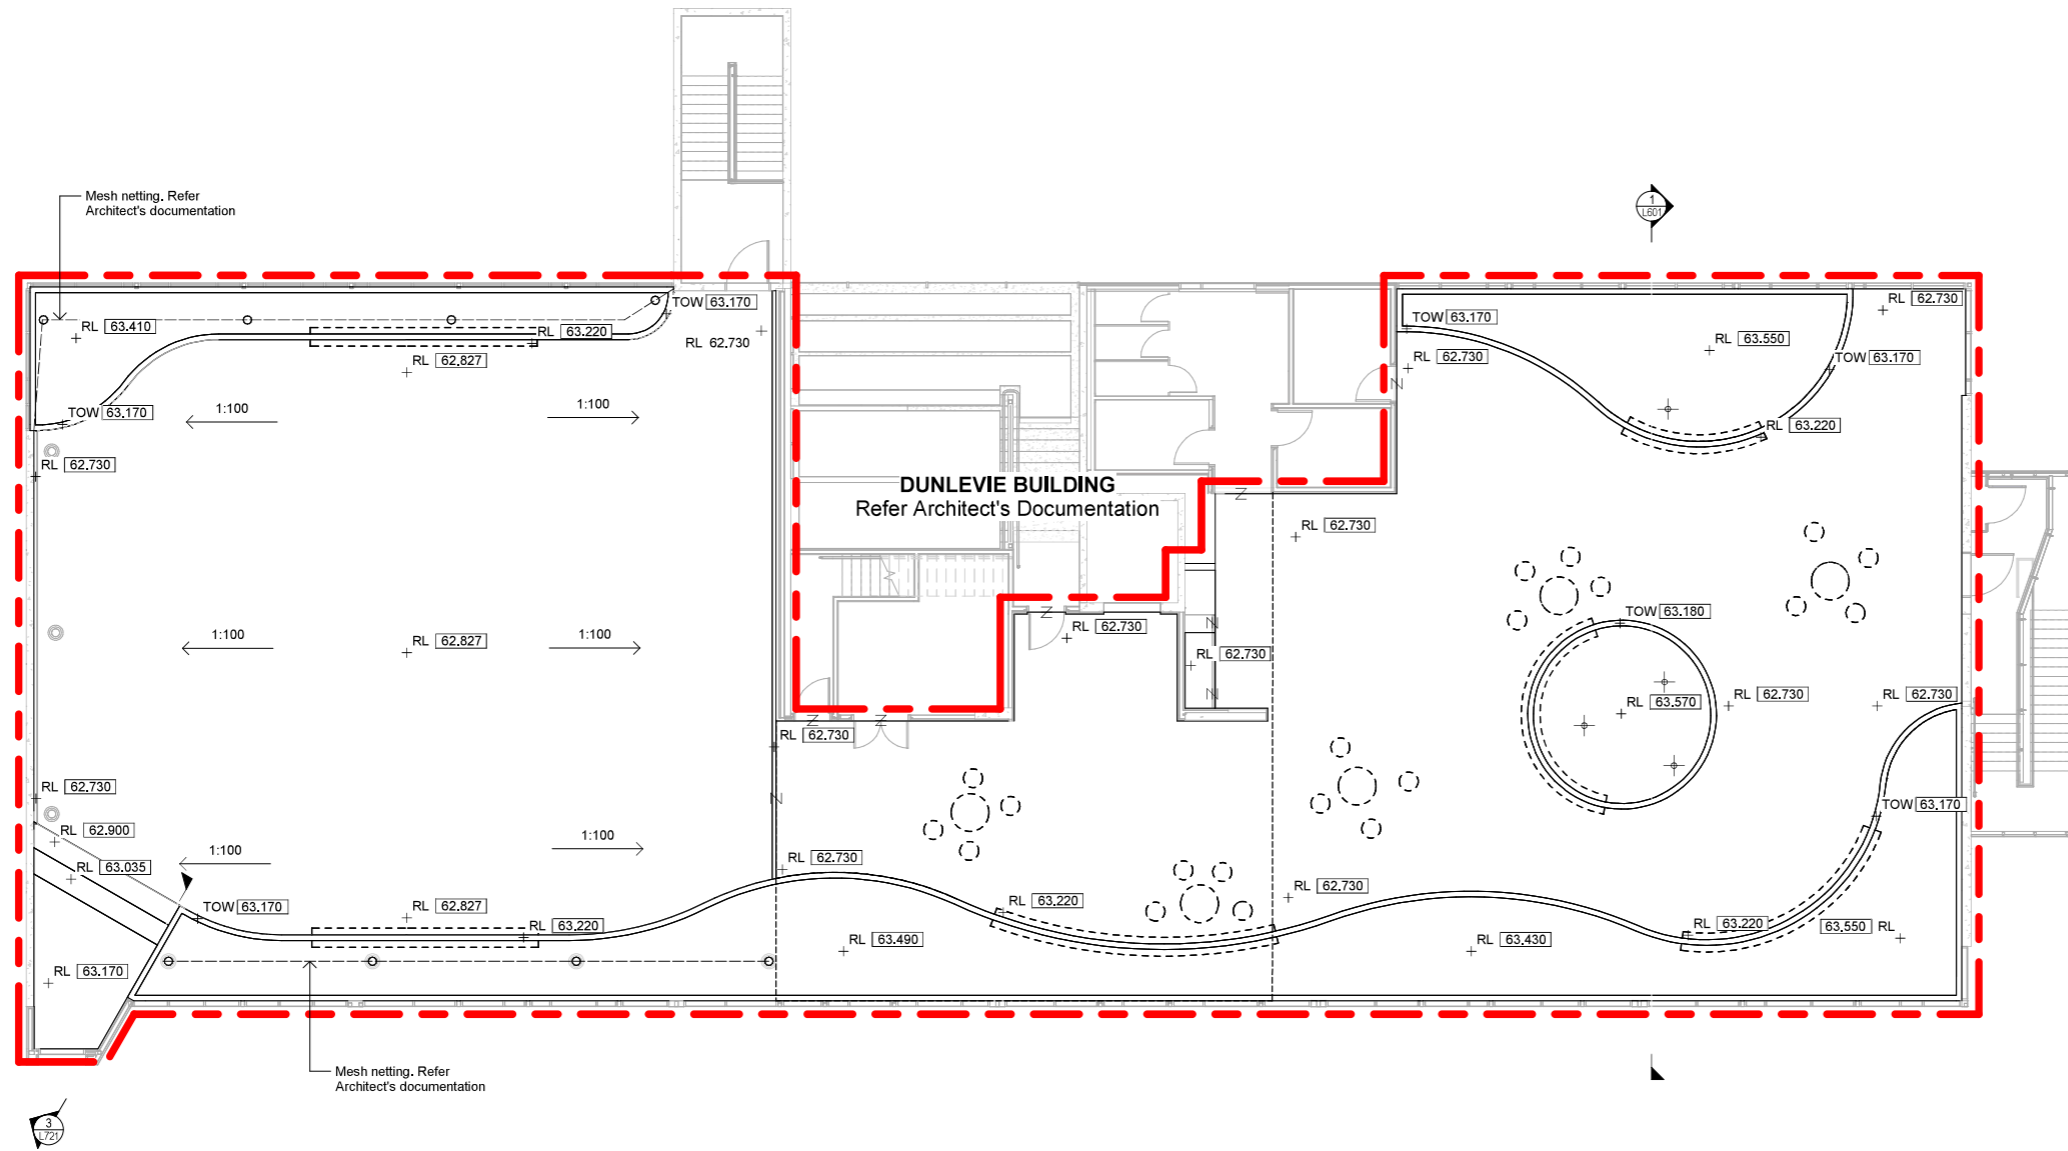 1
L601
Mesh netting. Refer
Architect's documentation
TOW 63.170
RL 62.730
RL 63.410
RL 63.220
RL 62.730
TOW 63.170
RL 63.550
RL 62.730
TOW 63.170
RL 62.827
TOW 63.170
1:100
1:100
RL 63.220
RL 62.730
DUNLEVIE BUILDING
Refer Architect's Documentation
RL 62.730
TOW 63.180
RL 62.730
1:100
RL 62.827
1:100
RL 62.730
RL 63.570
RL 62.730
RL 62.730
RL 62.730
RL 62.730
TOW 63.170
RL 62.900
1:100
1:100
RL 62.730
RL 63.035
RL 62.730
TOW 63.170
RL 62.827
RL 63.220
RL 63.220
RL 63.220
63.550 RL
RL 63.490
RL 63.430
RL 63.170
Mesh netting. Refer
Architect's documentation
3
L721